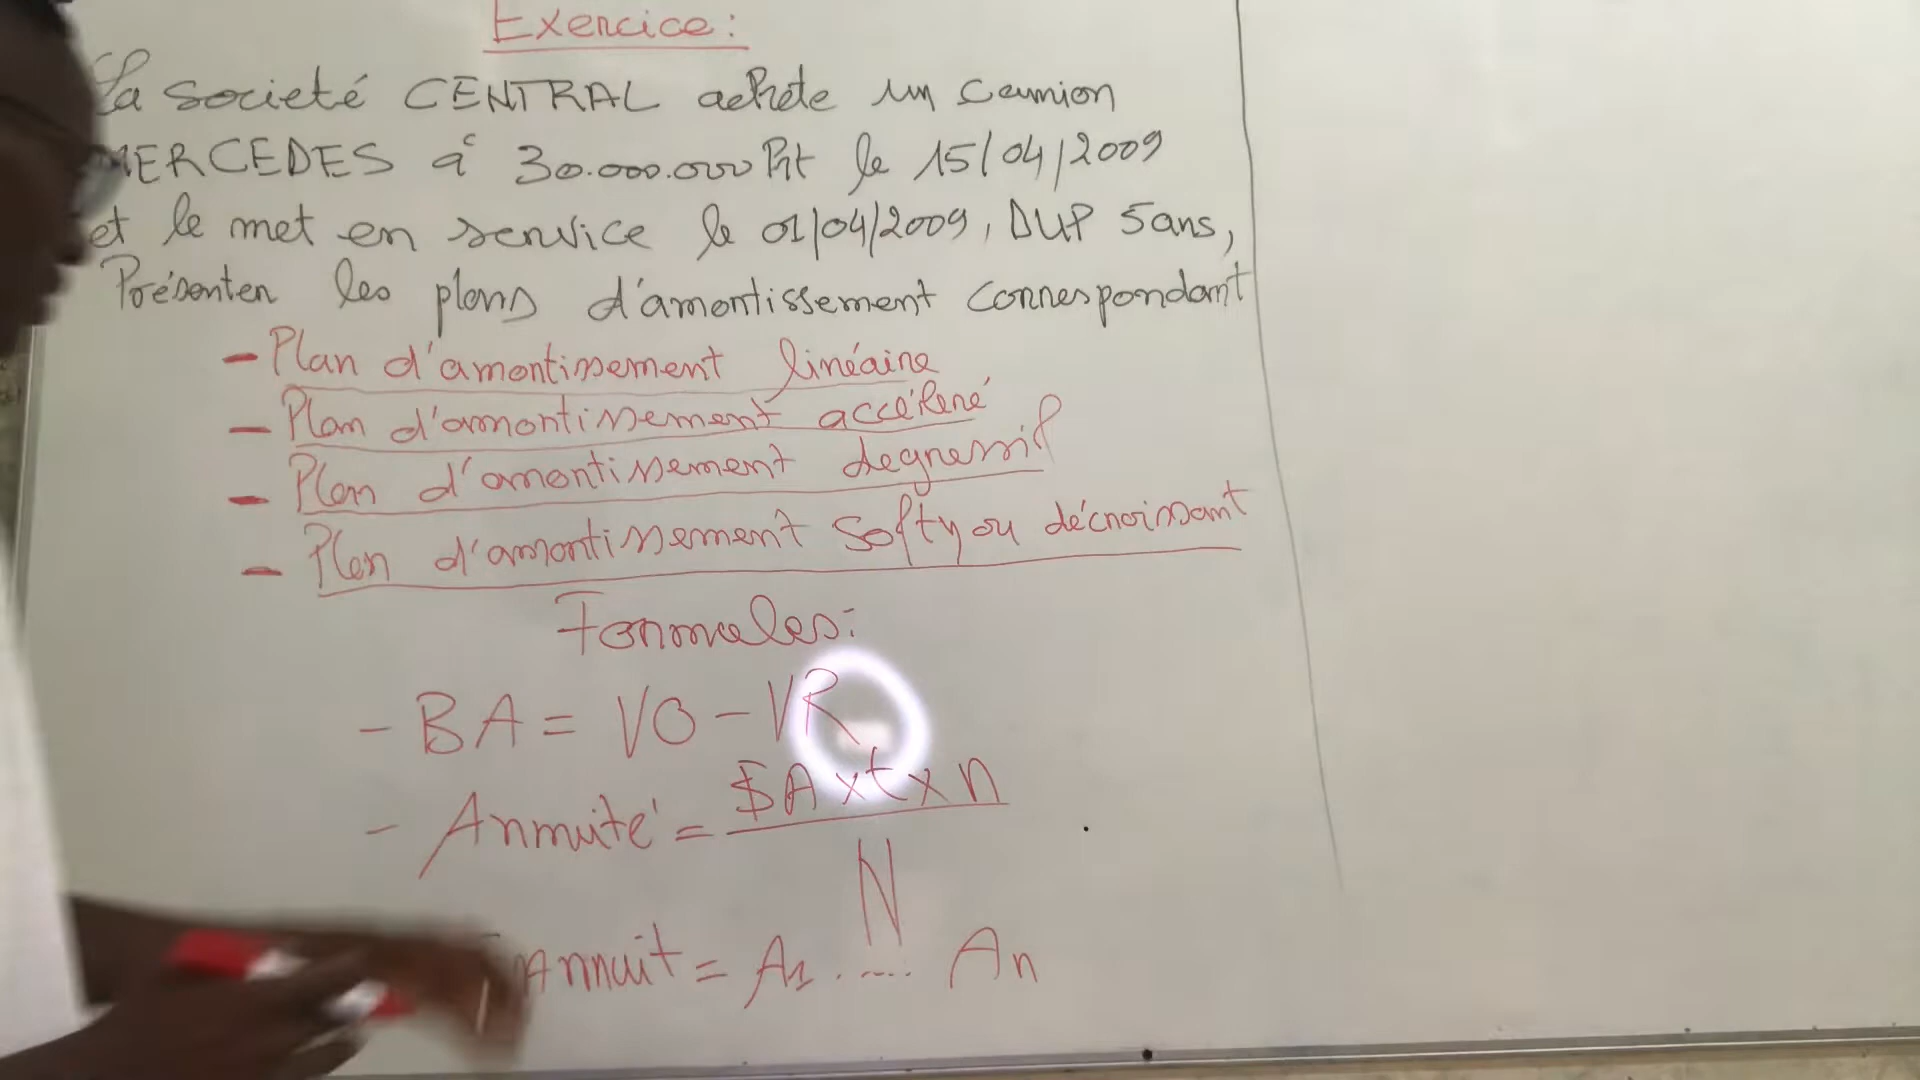 Exercice:
La société CENTRAL achète un camion
MERCEDES à 30.000.000 Pht le 15/04/2009
et le met en service le 01/04/2009, DUP 5ans,
Présenter les plans d'amortissement correspondant
- Plan d'amortissement linéaire
- Plan d'amortissement accéléré
- Plan d'amortissement degressif
- Plan d'amortissement Softy ou décroissant
Formules:
- BA = VO - VR
- Annuité = BA x t x n
N
Annuit = A1 ..... An